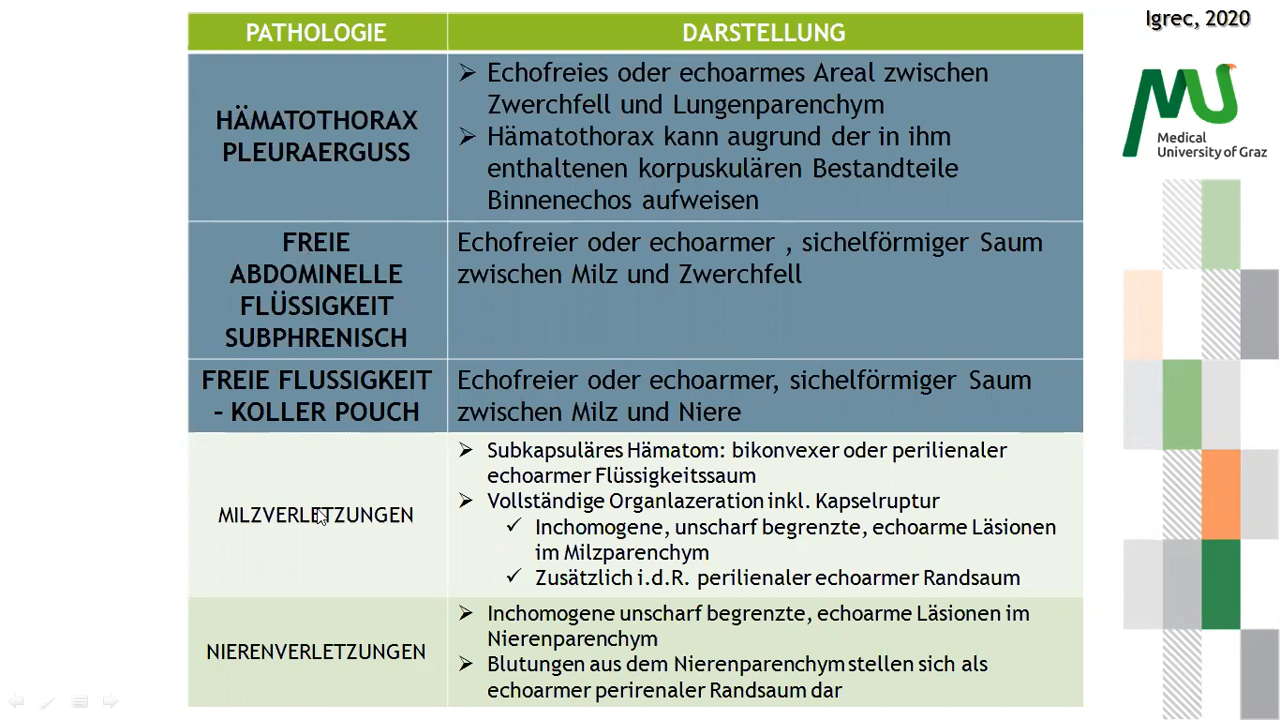 Igrec, 2020
Medical
University of Graz
PATHOLOGIE
DARSTELLUNG
HÄMATOTHORAX
PLEURAERGUSS
➢ Echofreies oder echoarmes Areal zwischen
Zwerchfell und Lungenparenchym
➢ Hämatothorax kann augrund der in ihm
enthaltenen korpuskulären Bestandteile
Binnenechos aufweisen
FREIE
ABDOMINELLE
FLÜSSIGKEIT
SUBPHRENISCH
Echofreier oder echoarmer , sichelförmiger Saum
zwischen Milz und Zwerchfell
FREIE FLUSSIGKEIT
- KOLLER POUCH
Echofreier oder echoarmer, sichelförmiger Saum
zwischen Milz und Niere
MILZVERLETZUNGEN
➢ Subkapsuläres Hämatom: bikonvexer oder perilienaler
echoarmer Flüssigkeitssaum
➢ Vollständige Organlazeration inkl. Kapselruptur
✓ Inchomogene, unscharf begrenzte, echoarme Läsionen
im Milzparenchym
✓ Zusätzlich i.d.R. perilienaler echoarmer Randsaum
NIERENVERLETZUNGEN
➢ Inchomogene unscharf begrenzte, echoarme Läsionen im
Nierenparenchym
➢ Blutungen aus dem Nierenparenchym stellen sich als
echoarmer perirenaler Randsaum dar